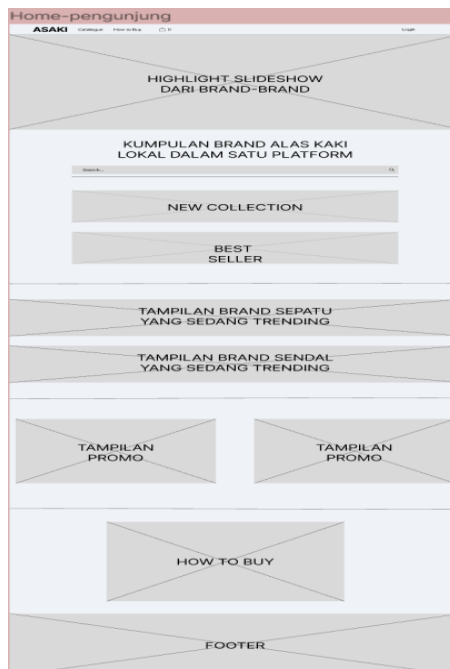 Home-pengunjung
ASAKI Catalogue How to Buy 0 Login
HIGHLIGHT SLIDESHOW
DARI BRAND-BRAND
KUMPULAN BRAND ALAS KAKI
LOKAL DALAM SATU PLATFORM
Search...
NEW COLLECTION
BEST
SELLER
TAMPILAN BRAND SEPATU
YANG SEDANG TRENDING
TAMPILAN BRAND SENDAL
YANG SEDANG TRENDING
TAMPILAN
PROMO
TAMPILAN
PROMO
HOW TO BUY
FOOTER